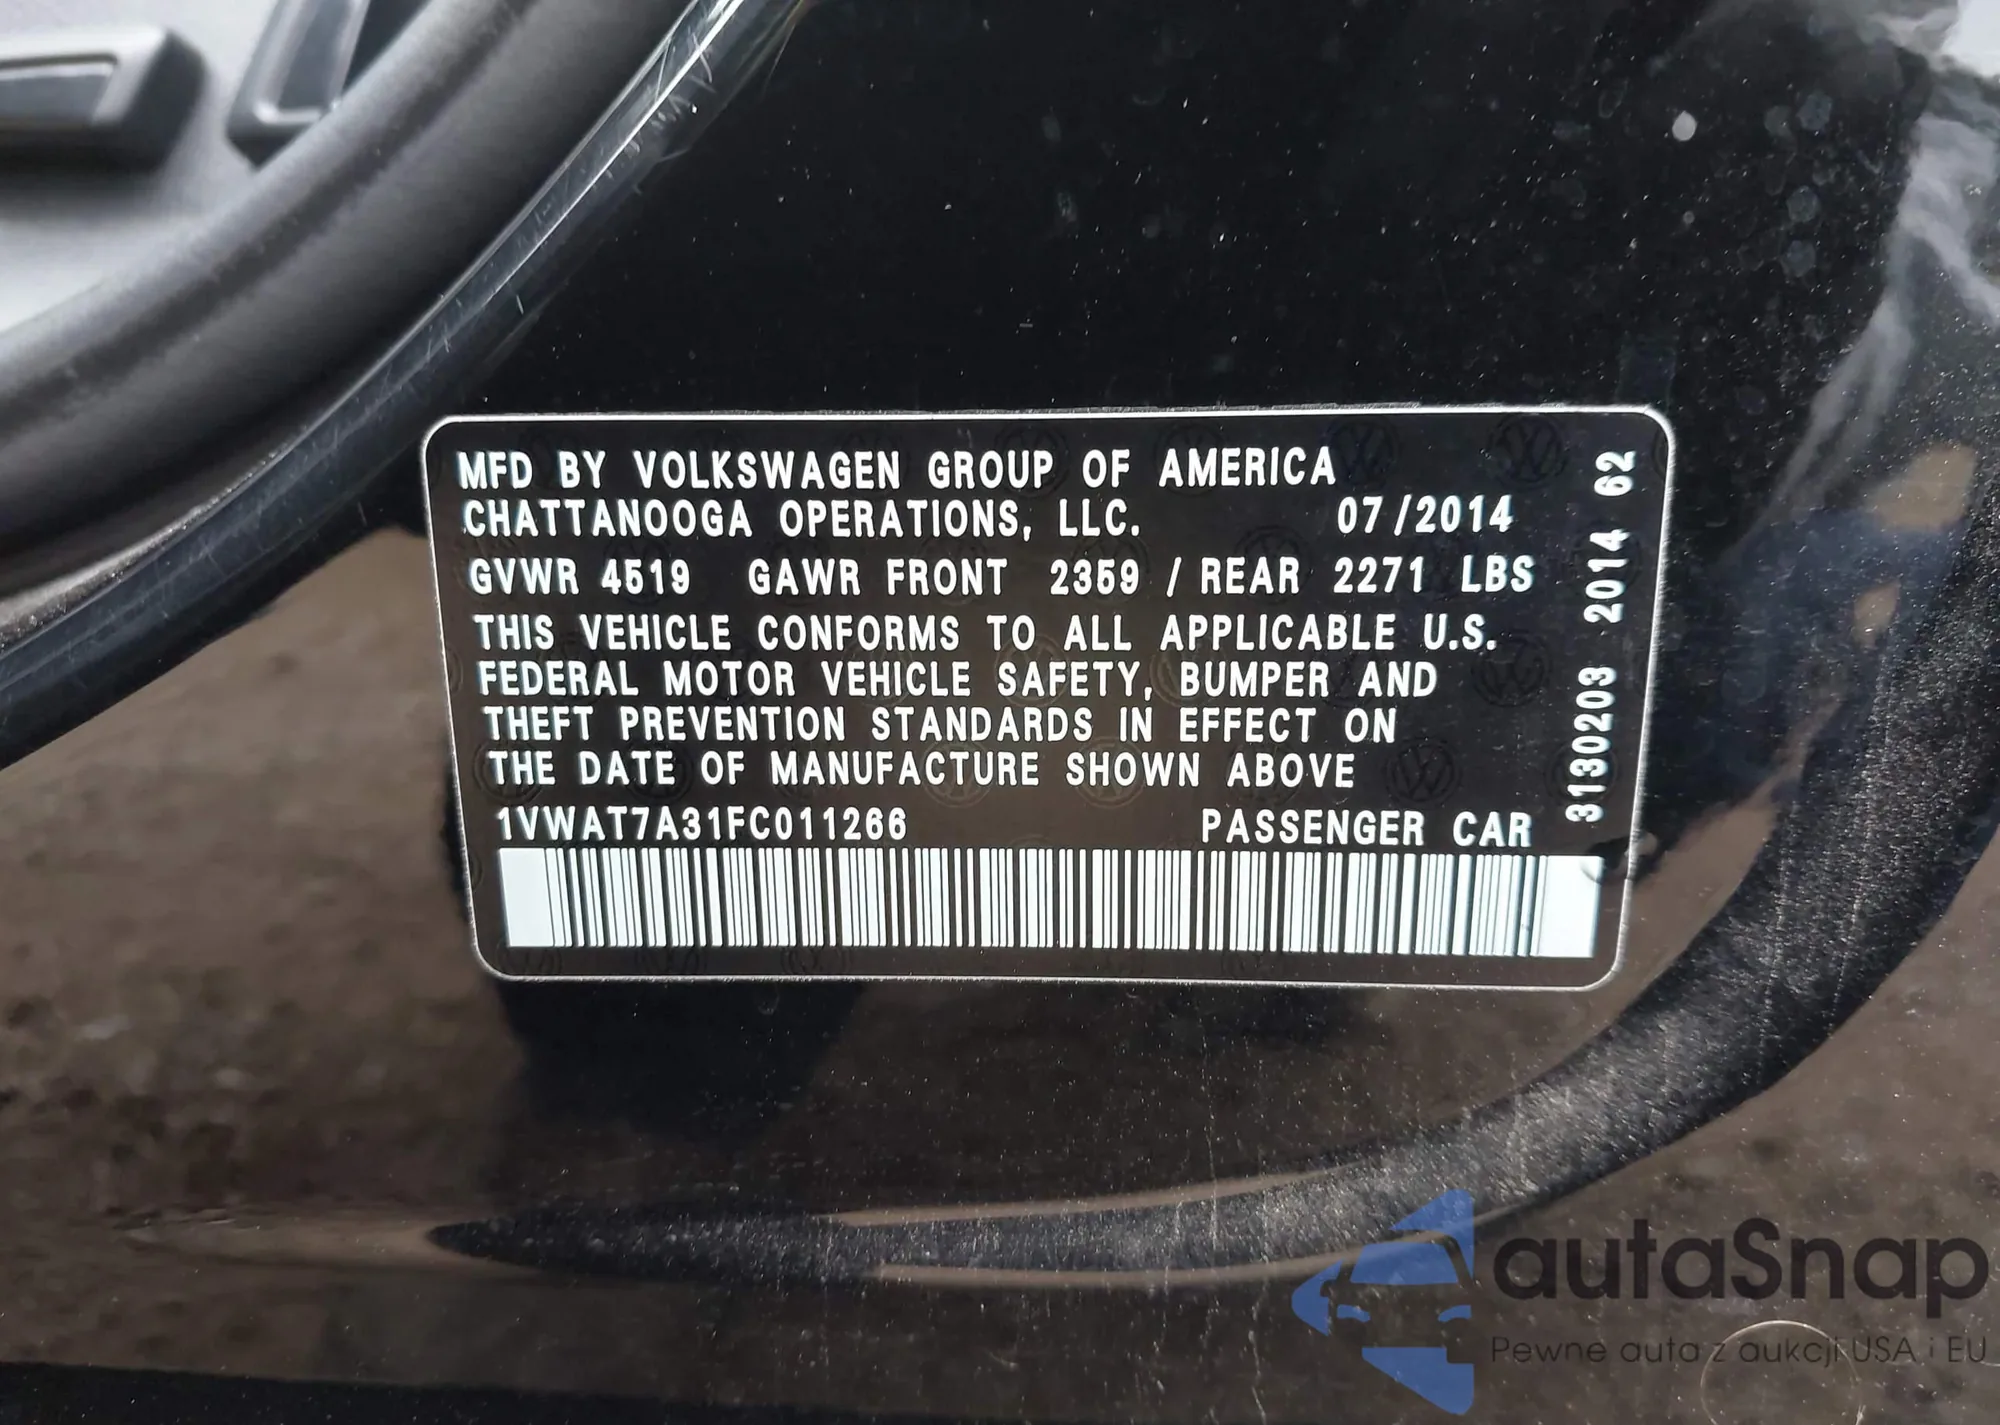 MFD BY VOLKSWAGEN GROUP OF AMERICA
CHATTANOOGA OPERATIONS, LLC. 07/2014
GVWR 4519 GAWR FRONT 2359 / REAR 2271 LBS
THIS VEHICLE CONFORMS TO ALL APPLICABLE U.S.
FEDERAL MOTOR VEHICLE SAFETY, BUMPER AND
THEFT PREVENTION STANDARDS IN EFFECT ON
THE DATE OF MANUFACTURE SHOWN ABOVE
1VWAT7A31FC011266 PASSENGER CAR
3130203 2014 62
autaSnap
Pewne auta z aukcji USA i EU